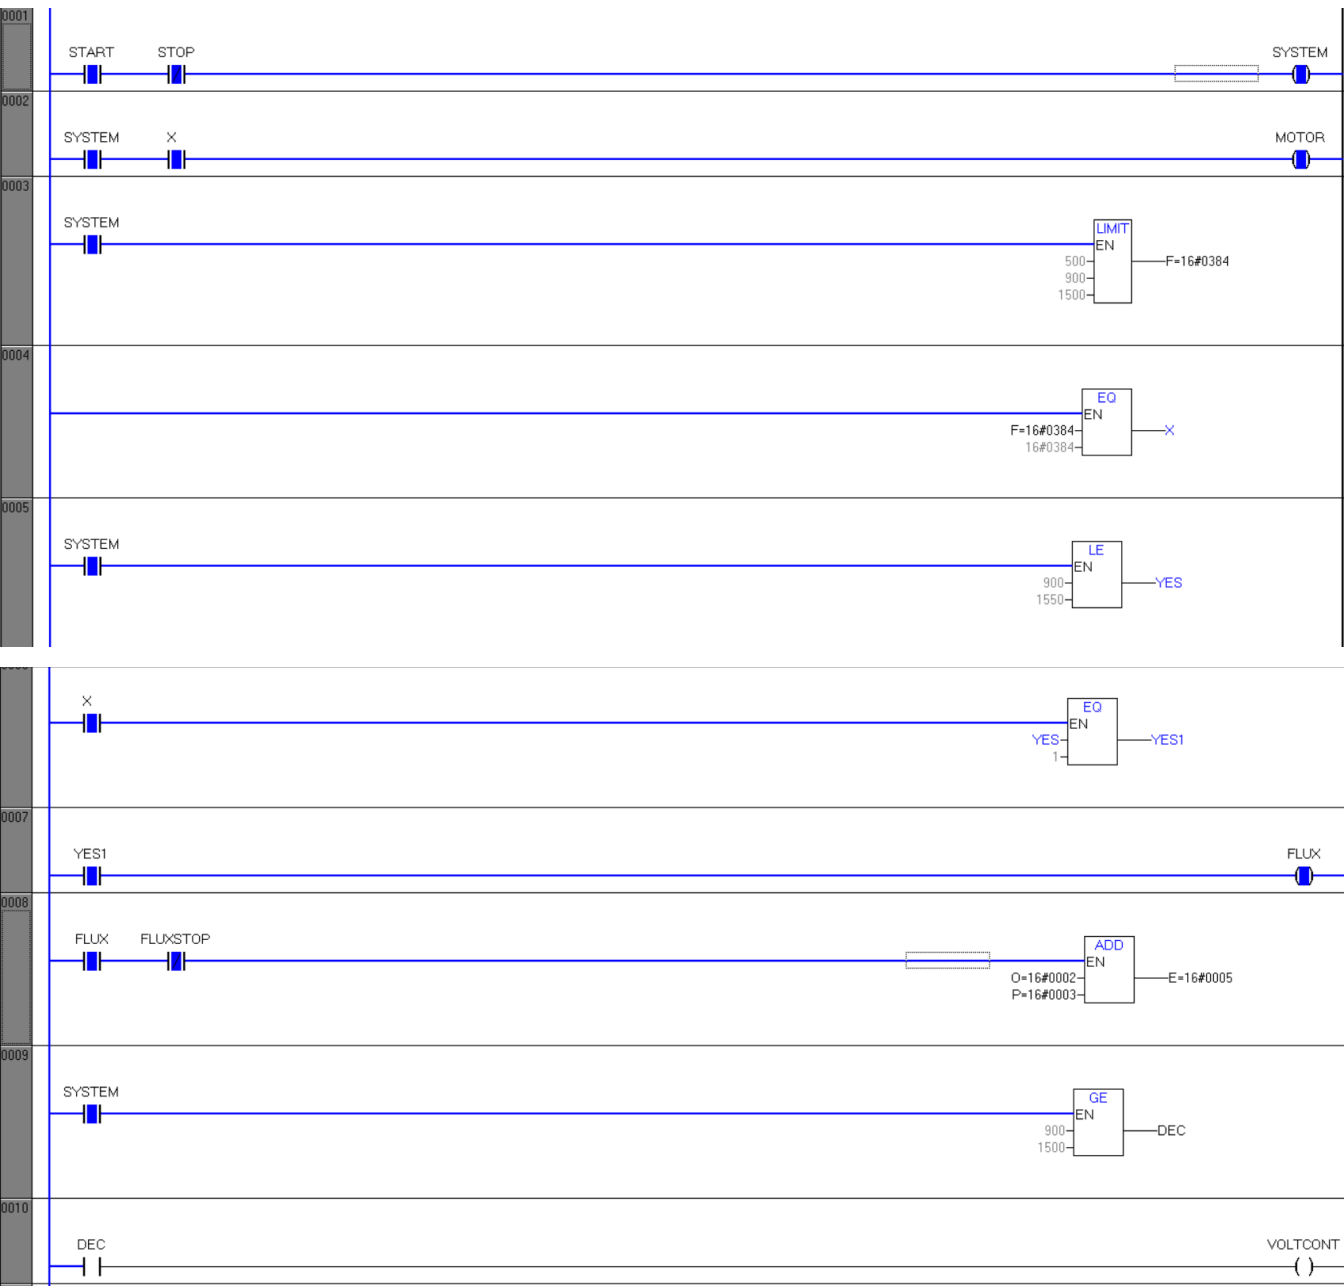 0001
START STOP SYSTEM
0002
SYSTEM X MOTOR
0003
SYSTEM
LIMIT
EN
500
F=16#0384
900
1500
0004
EQ
EN
F=16#0384
X
16#0384
0005
SYSTEM
LE
EN
900
YES
1550
X
EQ
EN
YES
YES1
1
0007
YES1 FLUX
0008
FLUX FLUXSTOP
ADD
EN
O=16#0002
E=16#0005
P=16#0003
0009
SYSTEM
GE
EN
900
DEC
1500
0010
DEC VOLTCONT